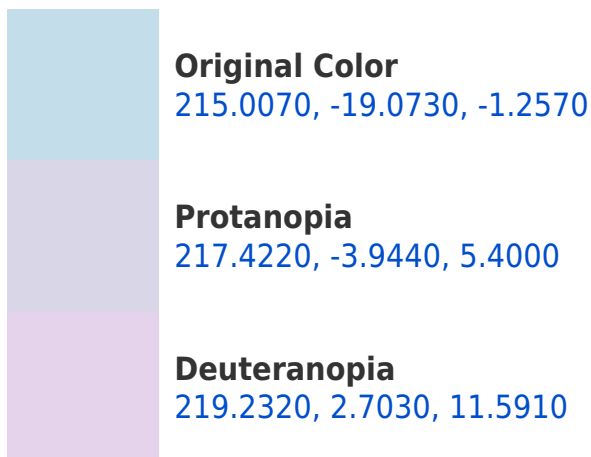 Original Color
215.0070, -19.0730, -1.2570
Protanopia
217.4220, -3.9440, 5.4000
Deuteranopia
219.2320, 2.7030, 11.5910